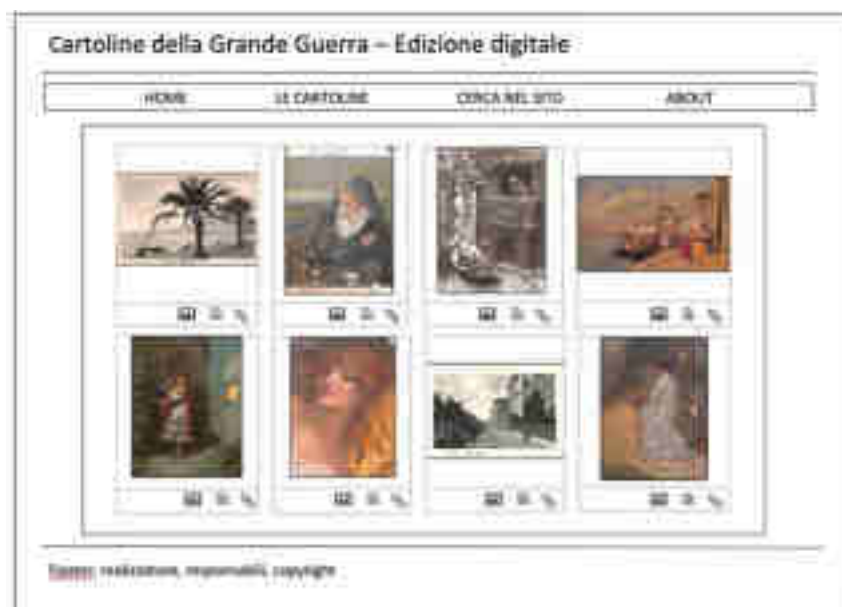 Cartoline della Grande Guerra – Edizione digitale
HOME LE CARTOLINE CERCA NEL SITO ABOUT
Footer: realizzazione, responsabili, copyright